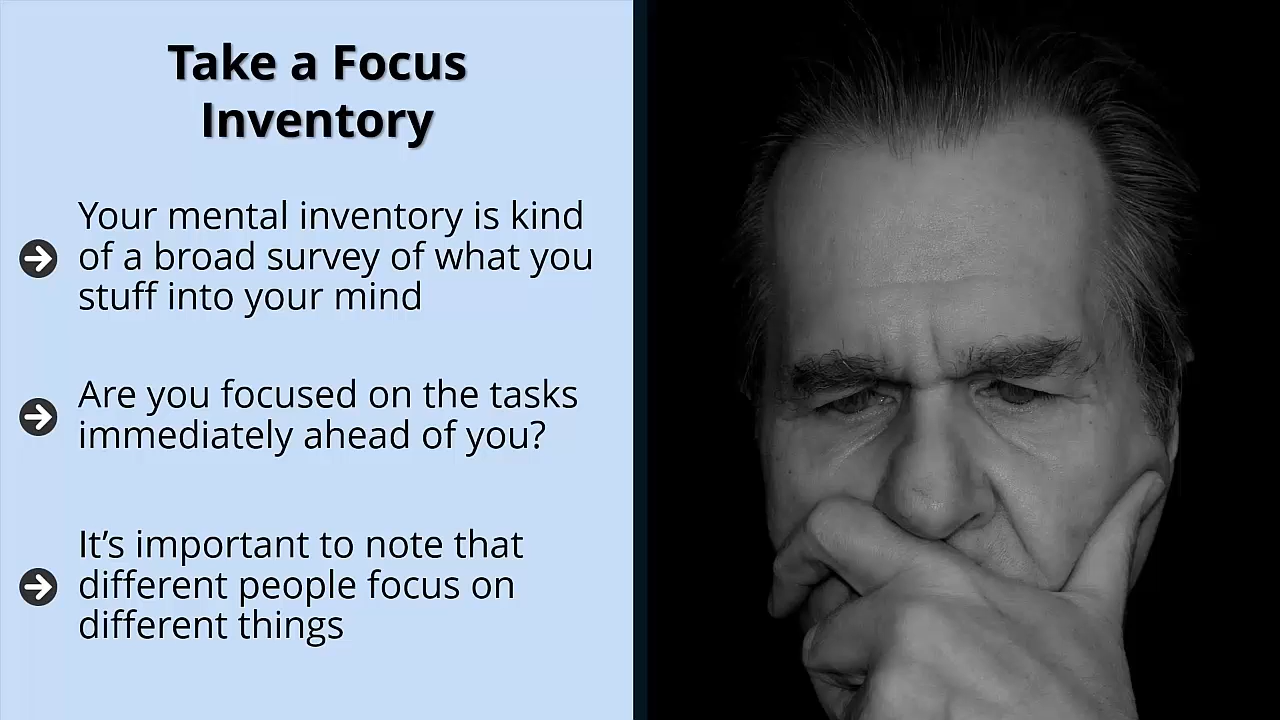 Take a Focus
Inventory
Your mental inventory is kind
of a broad survey of what you
stuff into your mind
Are you focused on the tasks
immediately ahead of you?
It’s important to note that
different people focus on
different things